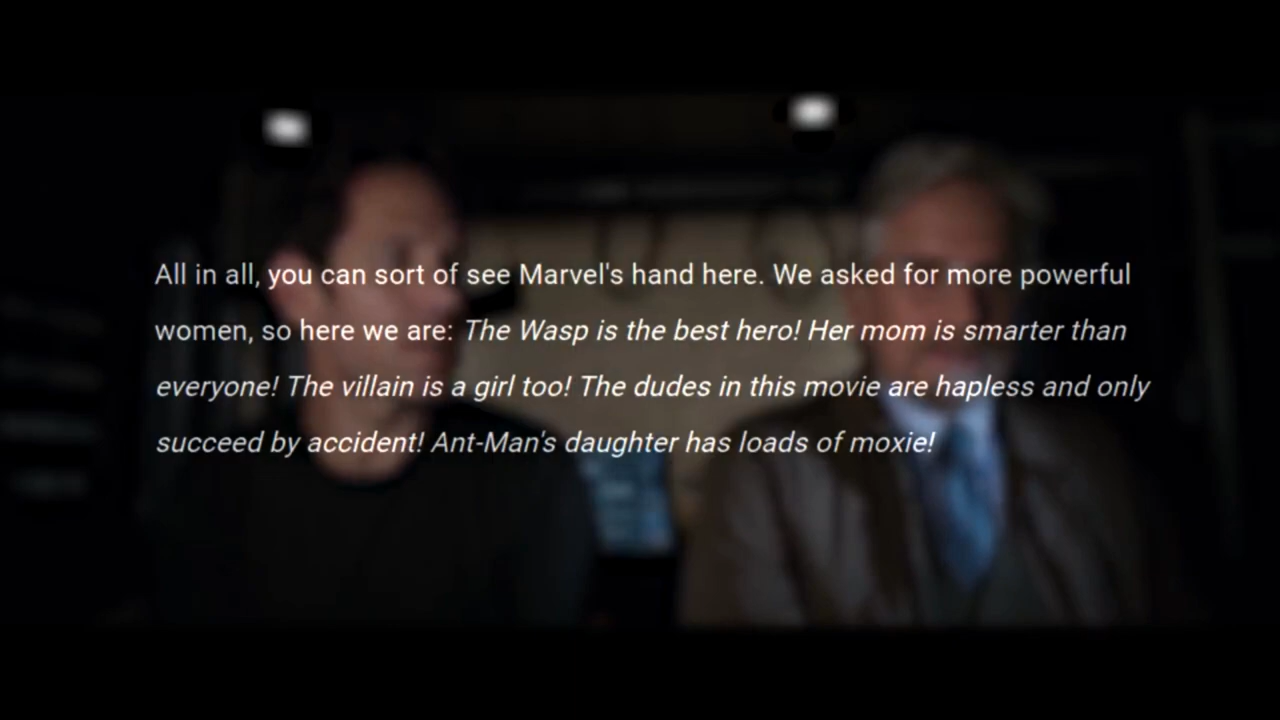 All in all, you can sort of see Marvel's hand here. We asked for more powerful
women, so here we are: The Wasp is the best hero! Her mom is smarter than
everyone! The villain is a girl too! The dudes in this movie are hapless and only
succeed by accident! Ant-Man's daughter has loads of moxie!